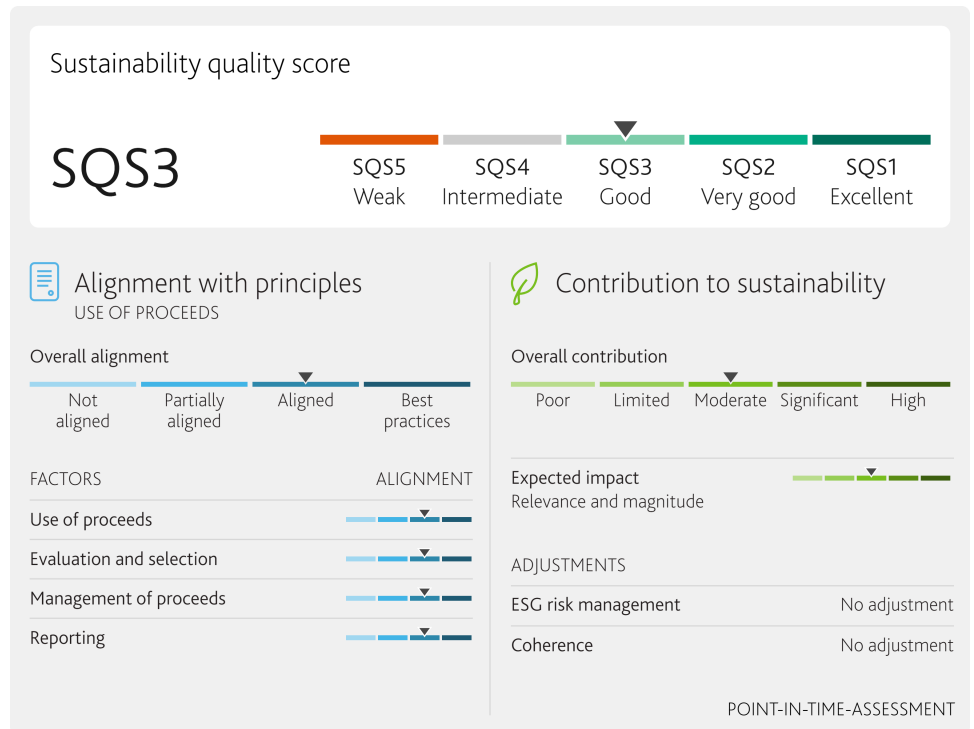 Sustainability quality score
SQS3
SQS5 SQS4 SQS3 SQS2 SQS1
Weak Intermediate Good Very good Excellent
Alignment with principles
USE OF PROCEEDS
Overall alignment
Not aligned
Partially aligned
Aligned
Best practices
FACTORS ALIGNMENT
Use of proceeds
Evaluation and selection
Management of proceeds
Reporting
Contribution to sustainability
Overall contribution
Poor Limited Moderate Significant High
Expected impact
Relevance and magnitude
ADJUSTMENTS
ESG risk management No adjustment
Coherence No adjustment
POINT-IN-TIME-ASSESSMENT